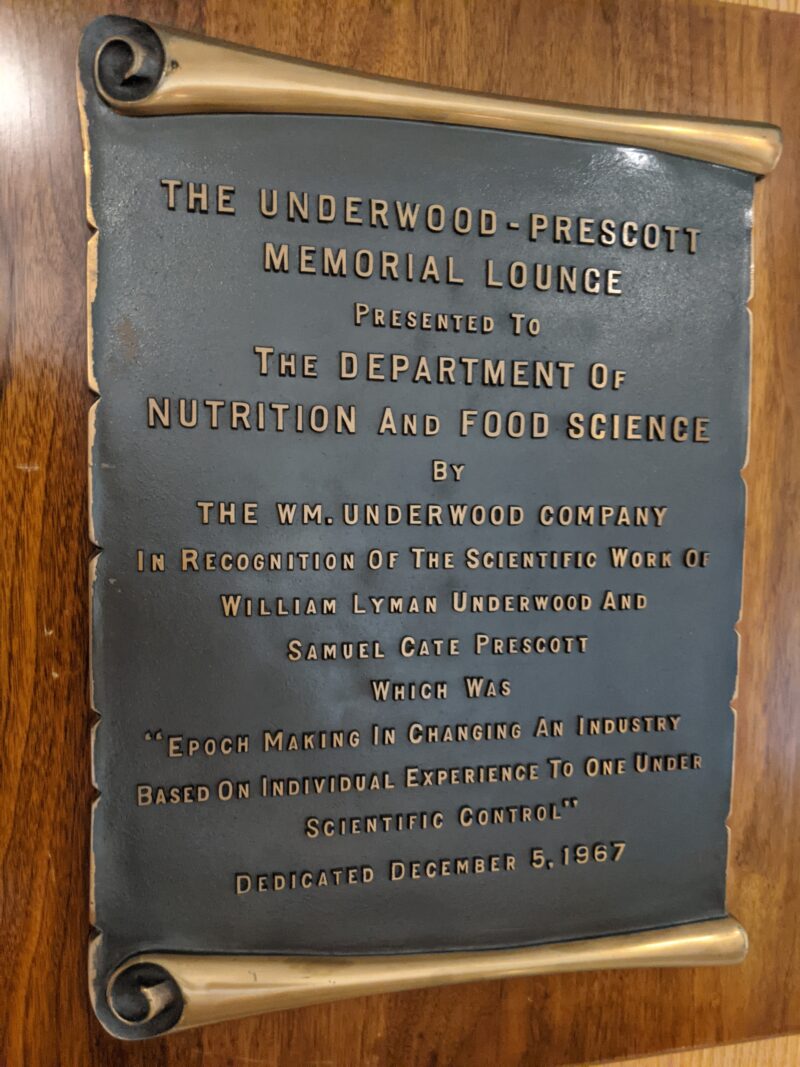 THE UNDERWOOD-PRESCOTT
MEMORIAL LOUNGE
PRESENTED TO
THE DEPARTMENT OF
NUTRITION AND FOOD SCIENCE
BY
THE WM. UNDERWOOD COMPANY
IN RECOGNITION OF THE SCIENTIFIC WORK OF
WILLIAM LYMAN UNDERWOOD AND
SAMUEL CATE PRESCOTT
WHICH WAS
“EPOCH MAKING IN CHANGING AN INDUSTRY
BASED ON INDIVIDUAL EXPERIENCE TO ONE UNDER
SCIENTIFIC CONTROL”
DEDICATED DECEMBER 5, 1967